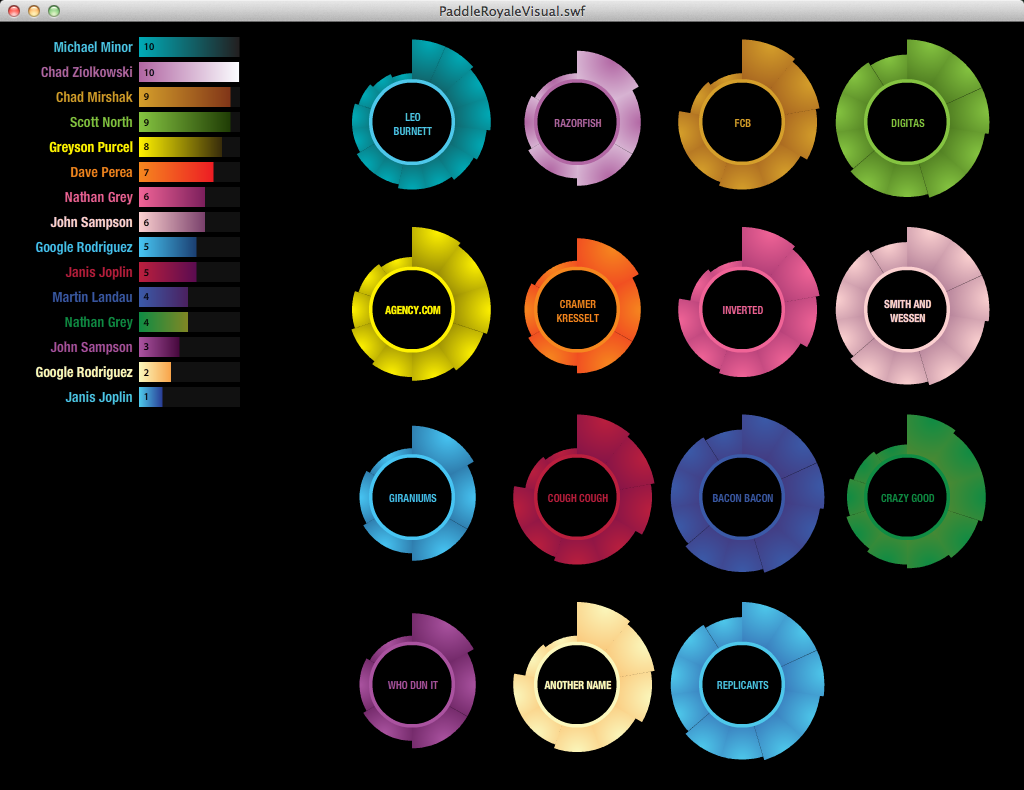 PaddleRoyaleVisual.swf
Michael Minor 10
Chad Ziolkowski 10
Chad Mirshak 9
Scott North 9
Greyson Purcel 8
Dave Perea 7
Nathan Grey 6
John Sampson 6
Google Rodriguez 5
Janis Joplin 5
Martin Landau 4
Nathan Grey 4
John Sampson 3
Google Rodriguez 2
Janis Joplin 1
LEO
BURNETT
RAZORFISH
FCB
DIGITAS
AGENCY.COM
CRAMER
KRESSELT
INVERTED
SMITH AND
WESSEN
GIRANIUMS
COUGH COUGH
BACON BACON
CRAZY GOOD
WHO DUN IT
ANOTHER NAME
REPLICANTS